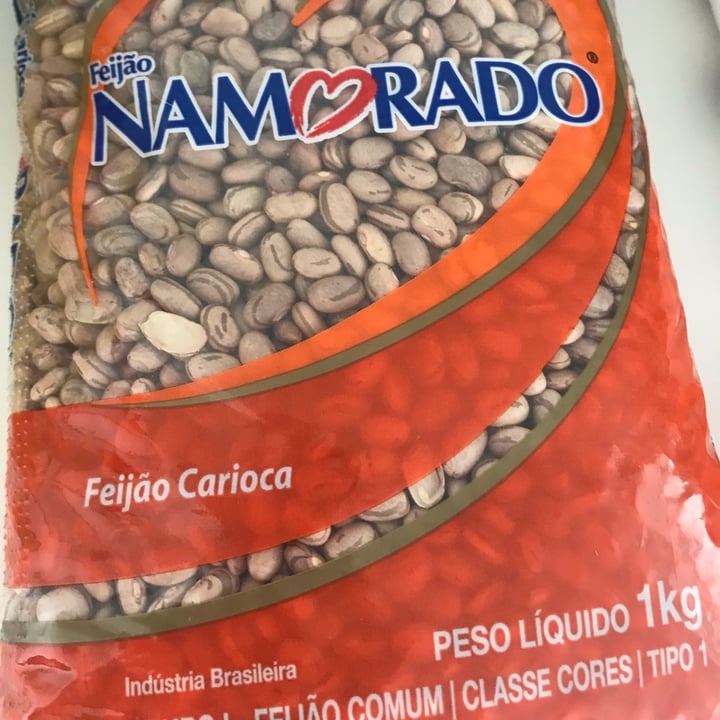 Feijão
NAMORADO®
Feijão Carioca
PESO LÍQUIDO 1kg
Indústria Brasileira
FEIJÃO COMUM | CLASSE CORES | TIPO 1